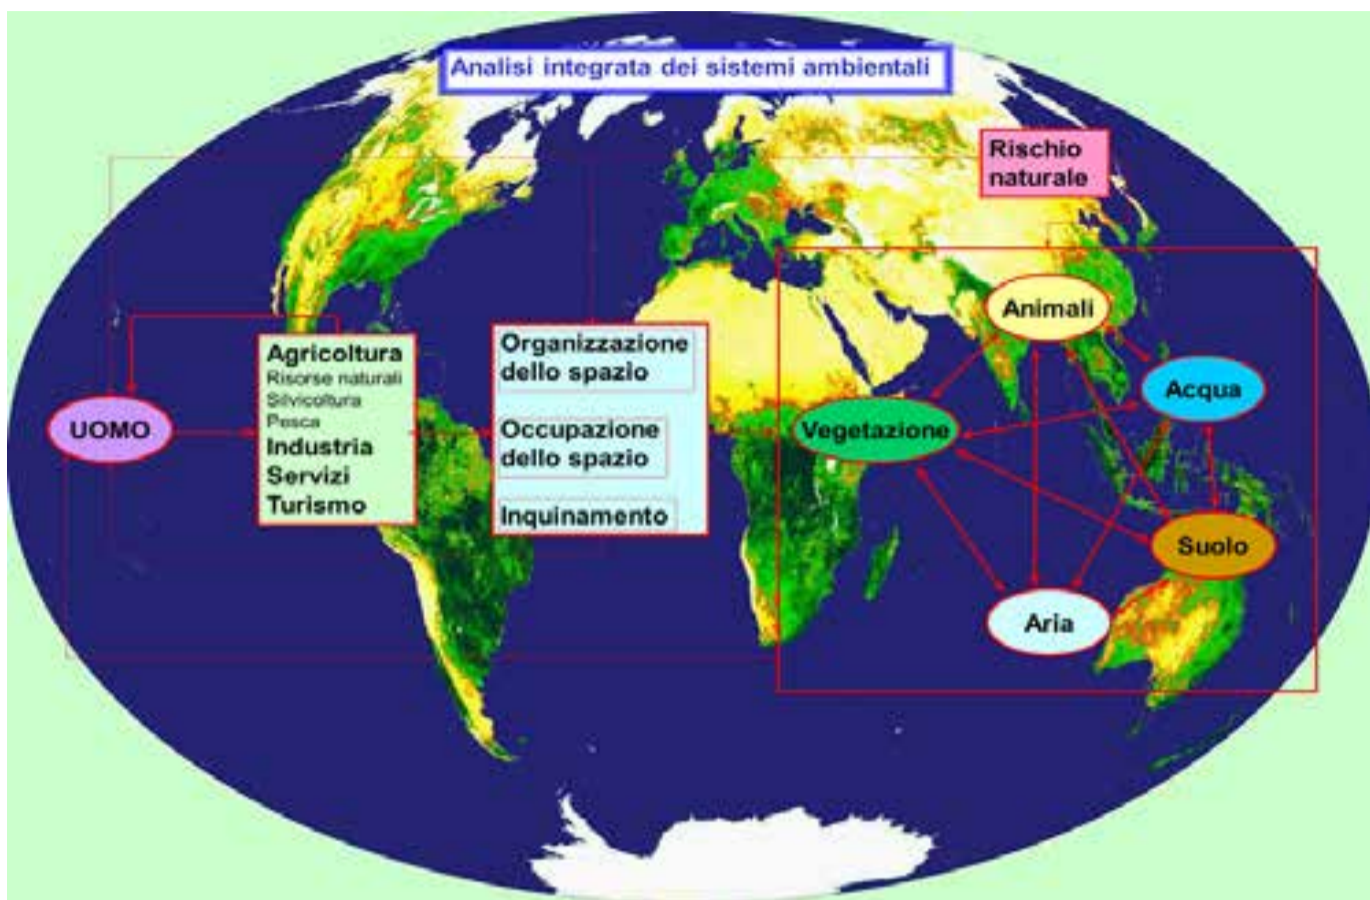 Analisi integrata dei sistemi ambientali
Rischio
naturale
UOMO
Agricoltura
Risorse naturali
Silvicoltura
Pesca
Industria
Servizi
Turismo
Organizzazione
dello spazio
Occupazione
dello spazio
Inquinamento
Animali
Acqua
Vegetazione
Suolo
Aria